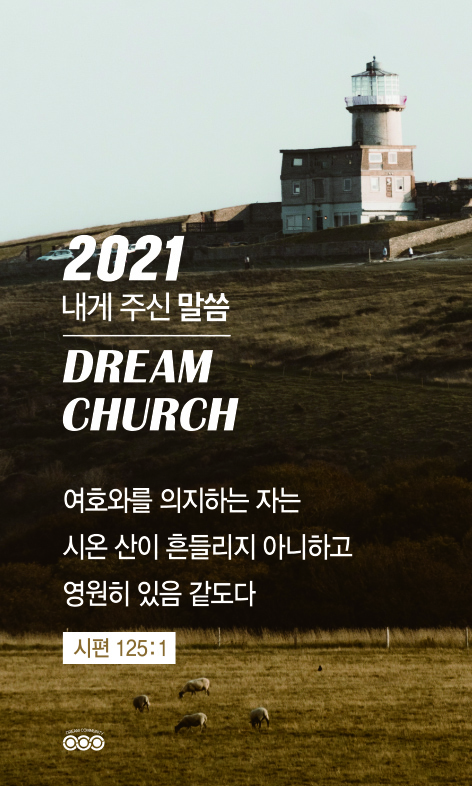 2021
내게 주신 말씀
DREAM
CHURCH
여호와를 의지하는 자는
시온 산이 흔들리지 아니하고
영원히 있음 같도다
시편 125:1
DREAM COMMUNITY